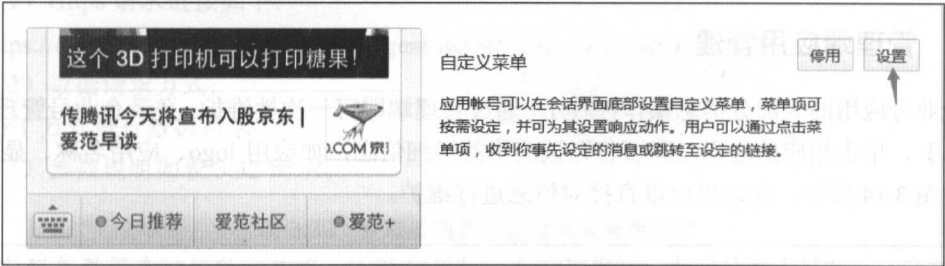 这个 3D 打印机可以打印糖果！
传腾讯今天将宣布入股京东 |
爱范早读
.COM 京
今日推荐
爱范社区
爱范+
自定义菜单
停用
设置
应用帐号可以在会话界面底部设置自定义菜单，菜单项可
按需设定，并可为其设置响应动作。用户可以通过点击菜
单项，收到你事先设定的消息或跳转至设定的链接。